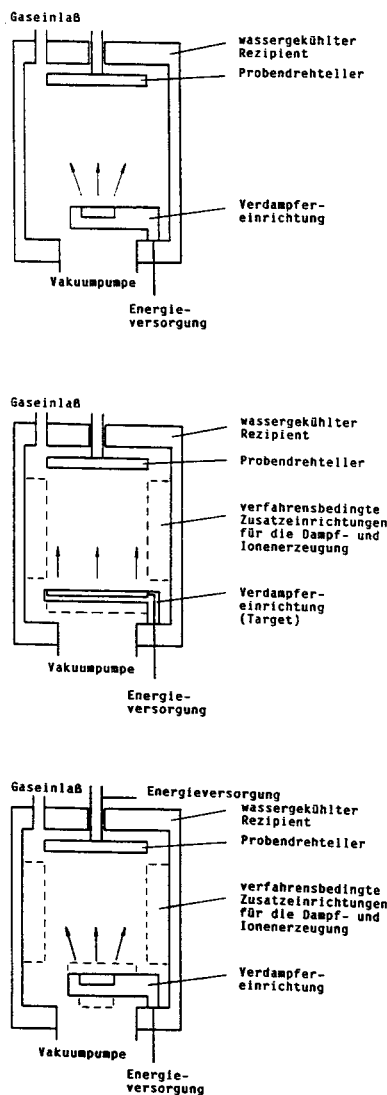 Gaseinlaß
wassergekühlter
Rezipient
Probendrehteller
Verdampfer-
einrichtung
Vakuumpumpe
Energie-
versorgung
Gaseinlaß
wassergekühlter
Rezipient
Probendrehteller
verfahrensbedingte
Zusatzeinrichtungen
für die Dampf- und
Ionenerzeugung
Verdampfer-
einrichtung
(Target)
Vakuumpumpe
Energie-
versorgung
Gaseinlaß
Energieversorgung
wassergekühlter
Rezipient
Probendrehteller
verfahrensbedingte
Zusatzeinrichtungen
für die Dampf- und
Ionenerzeugung
Verdampfer-
einrichtung
Vakuumpumpe
Energie-
versorgung